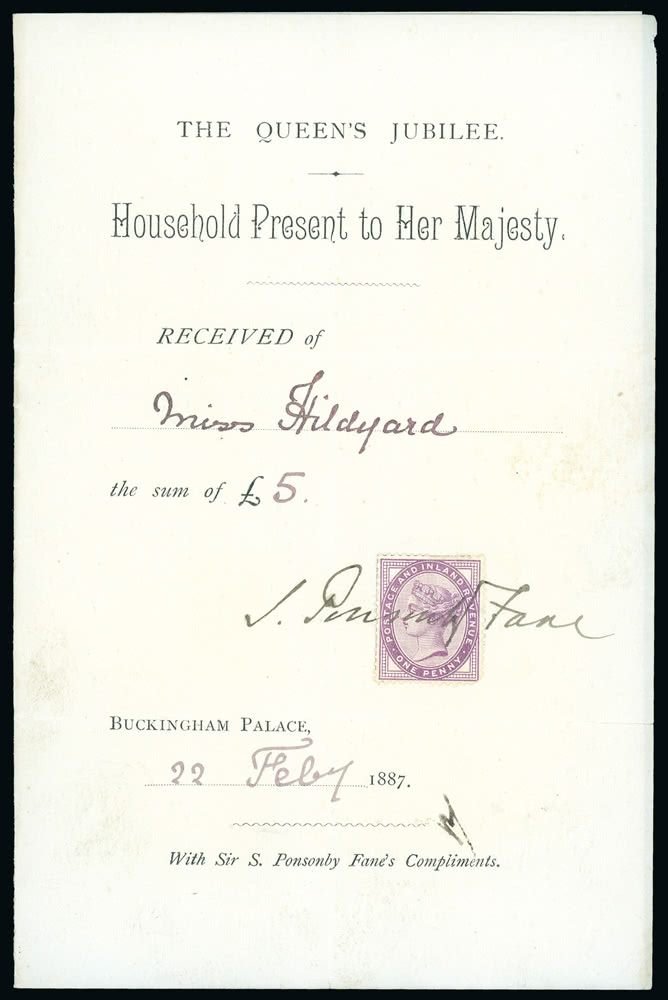 THE QUEEN'S JUBILEE.
Household Present to Her Majesty.
RECEIVED of
Miss Hildyard
the sum of £5.
S. Ponsonby Fane
POSTAGE AND INLAND REVENUE
ONE PENNY
BUCKINGHAM PALACE,
22 Feby 1887.
With Sir S. Ponsonby Fane's Compliments.